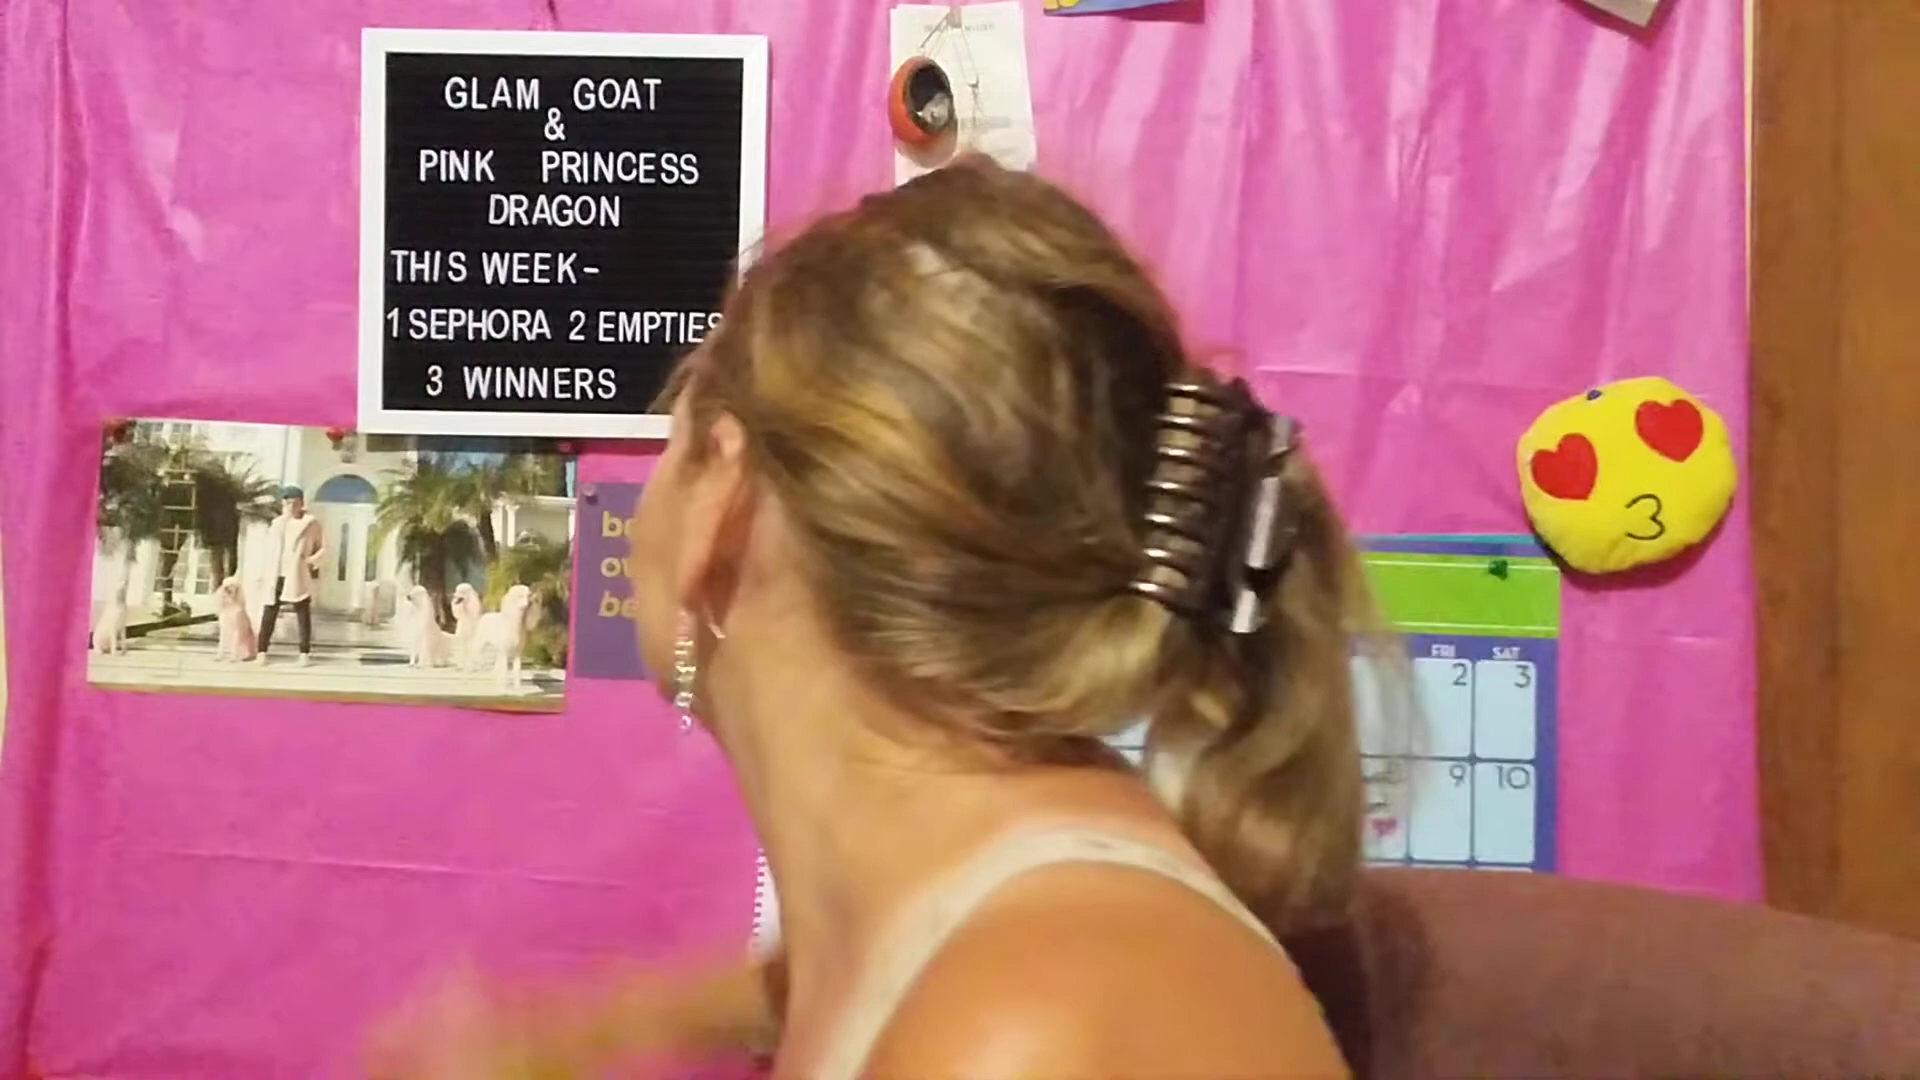 GLAM GOAT
&
PINK PRINCESS
DRAGON
THIS WEEK-
1 SEPHORA 2 EMPTIES
3 WINNERS
be
FRI SAT
2 3
9 10